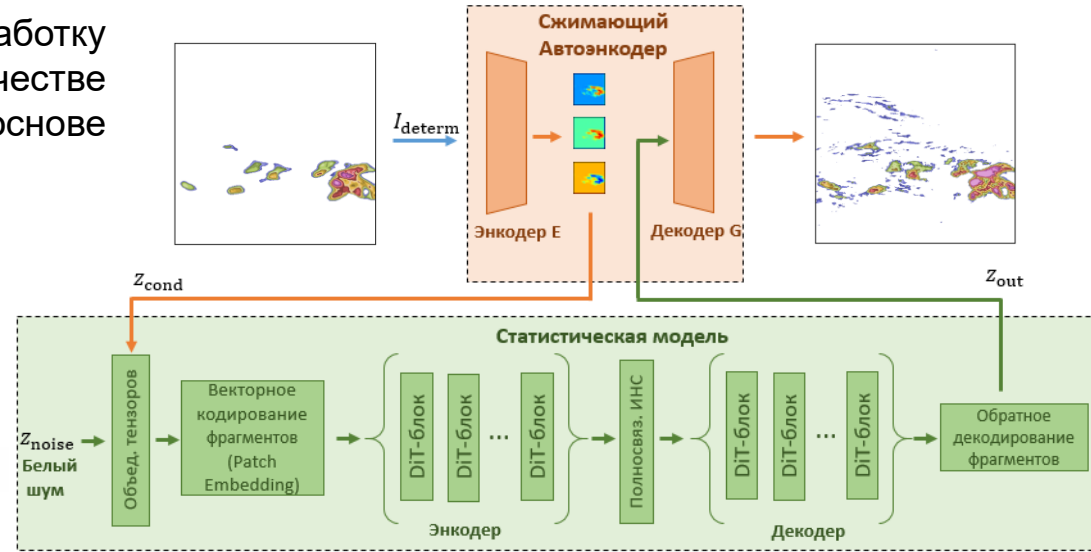 аботку
честве
основе
Сжимающий
Автоэнкодер
I_determ
Энкодер E
Декодер G
z_cond
z_out
Статистическая модель
z_noise
Белый
шум
Объед. тензоров
Векторное
кодирование
фрагментов
(Patch
Embedding)
DiT-блок
DiT-блок
...
DiT-блок
Энкодер
Полносвяз. ИНС
DiT-блок
DiT-блок
...
DiT-блок
Декодер
Обратное
декодирование
фрагментов